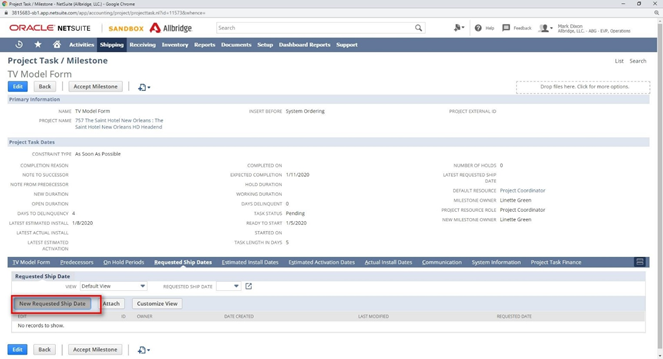 Project Task / Milestone - NetSuite (Allbridge, LLC) - Google Chrome
3815683-sb1.app.netsuite.com/app/accounting/project/projecttask.nl?id=11573&whence=
ORACLE NETSUITE SANDBOX Allbridge Search Help Feedback Mark Elason
Allbridge, LLC - ABG - EVP, Operations
Activities Shipping Receiving Inventory Reports Documents Setup Dashboard Reports Support
Project Task / Milestone List Search
TV Model Form
Edit Back Accept Milestone Drop files here. Click for more options.
Primary Information
NAME TV Model Form INSERT BEFORE System Ordering PROJECT EXTERNAL ID
PROJECT NAME 757 The Saint Hotel New Orleans : The
Saint Hotel New Orleans HD Headend
Project Task Dates
CONSTRAINT TYPE As Soon As Possible
COMPLETION REASON COMPLETED ON NUMBER OF HOLDS 0
NOTE TO SUCCESSOR EXPECTED COMPLETION 1/11/2020 LATEST REQUESTED SHIP
DATE
NOTE FROM PREDECESSOR HOLD DURATION
NEW DURATION WORKING DURATION DEFAULT RESOURCE Project Coordinator
OVERRIDE DAYS DELINQUENT 0 MILESTONE OWNER Linette Green
DAYS TO DELINQUENCY 4 TASK STATUS Pending PROJECT RESOURCE ROLE Project Coordinator
LATEST ESTIMATED INSTALL 1/8/2020 READY TO START 1/5/2020 NEW MILESTONE OWNER Linette Green
LATEST ACTUAL INSTALL STARTED ON
LATEST ESTIMATED
ACTIVATION TASK LENGTH IN DAYS 5
TV Model Form Predecessors On Hold Periods Requested Ship Dates Estimated Install Dates Estimated Activation Dates Actual Install Dates Communication System Information Project Task Finance
Requested Ship Date
VIEW Default View REQUESTED SHIP DATE
New Requested Ship Date Attach Customize View
EDIT ID OWNER DATE CREATED LAST MODIFIED REQUESTED DATE
No records to show.
Edit Back Accept Milestone